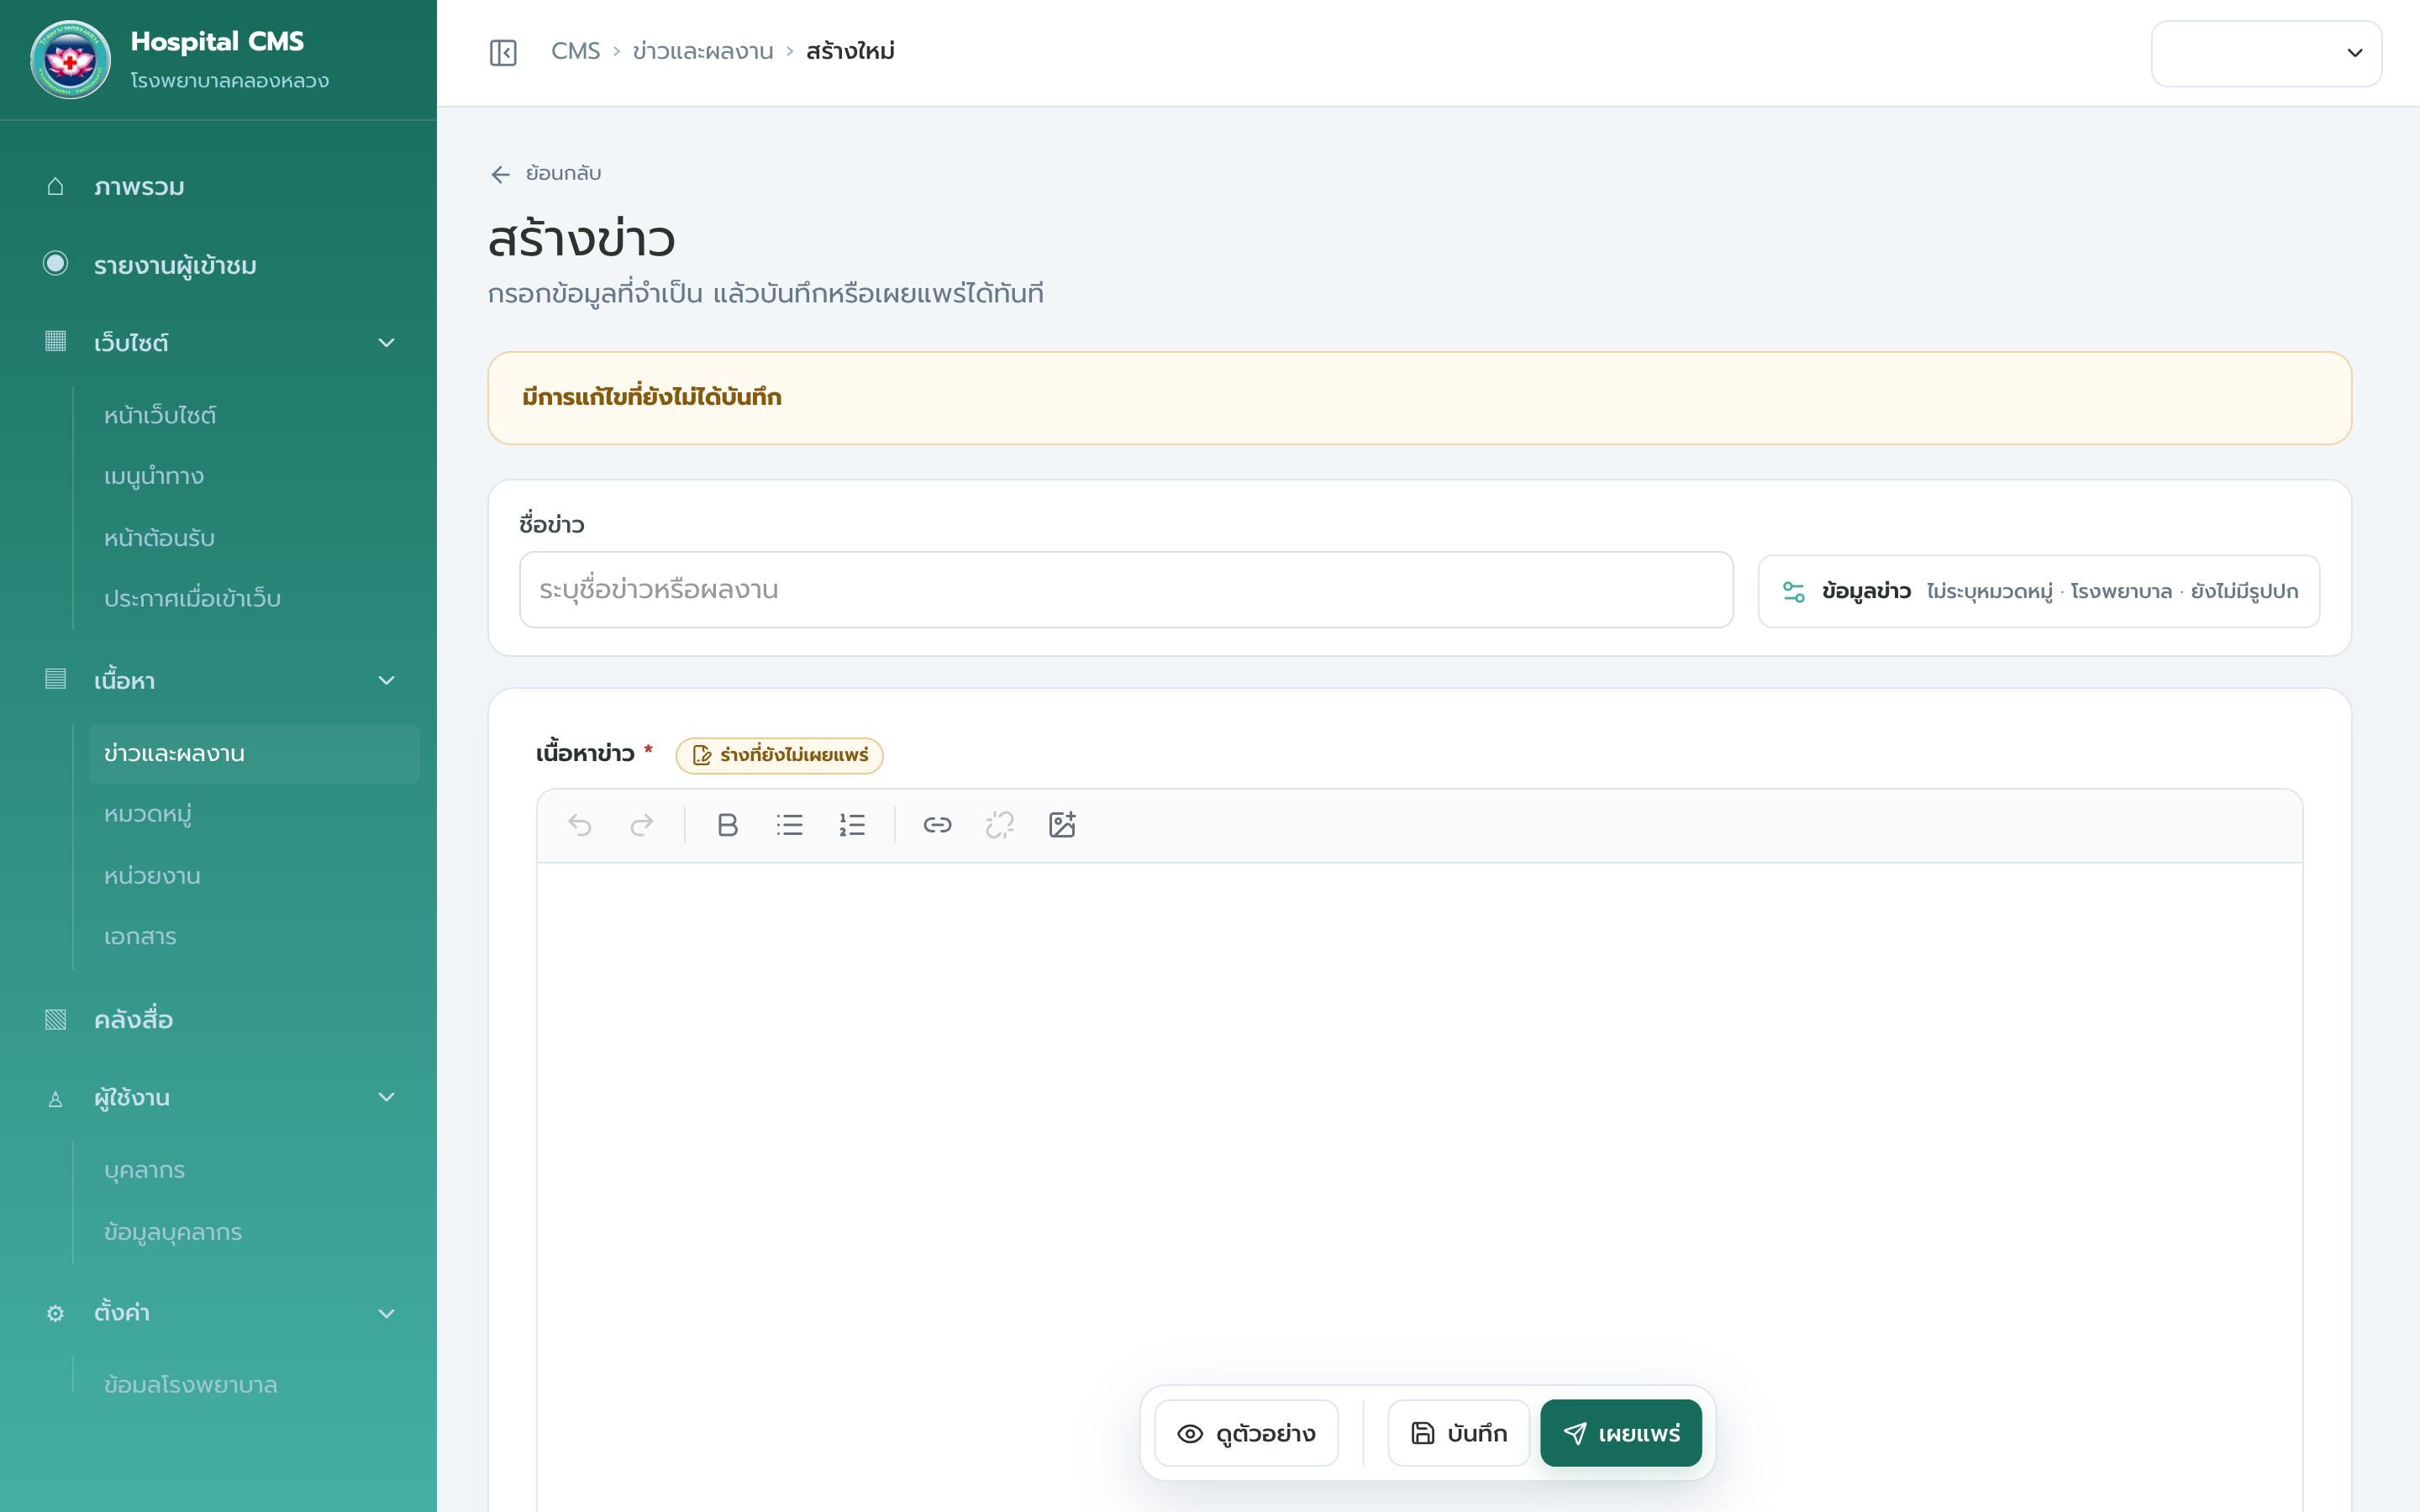 Hospital CMS
โรงพยาบาลคลองหลวง
ภาพรวม
รายงานผู้เข้าชม
เว็บไซต์
หน้าเว็บไซต์
เมนูนำทาง
หน้าต้อนรับ
ประกาศเมื่อเข้าเว็บ
เนื้อหา
ข่าวและผลงาน
หมวดหมู่
หน่วยงาน
เอกสาร
คลังสื่อ
ผู้ใช้งาน
บุคลากร
ข้อมูลบุคลากร
ตั้งค่า
ข้อมูลโรงพยาบาล
CMS › ข่าวและผลงาน › สร้างใหม่
ย้อนกลับ
สร้างข่าว
กรอกข้อมูลที่จำเป็น แล้วบันทึกหรือเผยแพร่ได้ทันที
มีการแก้ไขที่ยังไม่ได้บันทึก
ชื่อข่าว
ระบุชื่อข่าวหรือผลงาน
ข้อมูลข่าว ไม่ระบุหมวดหมู่ · โรงพยาบาล · ยังไม่มีรูปปก
เนื้อหาข่าว * ร่างที่ยังไม่เผยแพร่
ดูตัวอย่าง บันทึก เผยแพร่